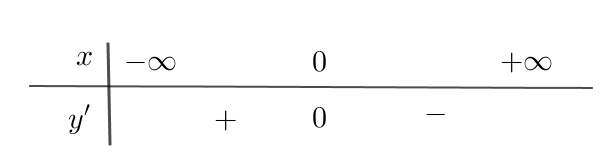 x −∞ 0 +∞
y′ + 0 −